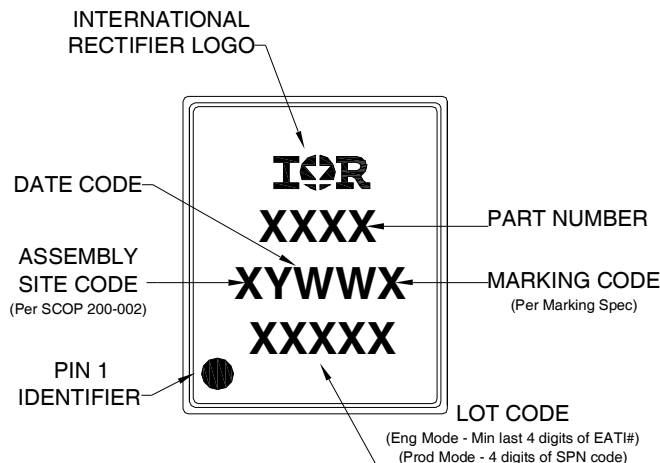 INTERNATIONAL
RECTIFIER LOGO
IOR
DATE CODE
XXXX
PART NUMBER
ASSEMBLY
SITE CODE
(Per SCOP 200-002)
XYWWX
MARKING CODE
(Per Marking Spec)
XXXXX
PIN 1
IDENTIFIER
LOT CODE
(Eng Mode - Min last 4 digits of EATI#)
(Prod Mode - 4 digits of SPN code)